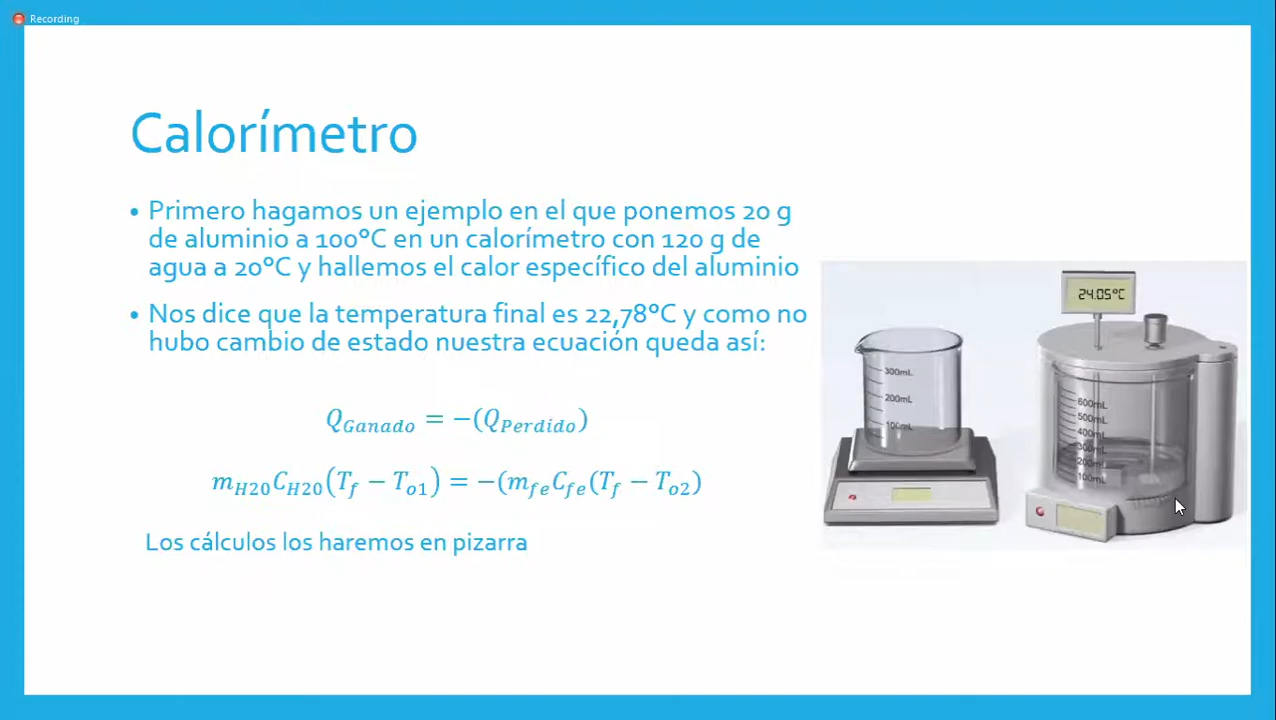 Recording
Calorímetro
• Primero hagamos un ejemplo en el que ponemos 20 g
de aluminio a 100°C en un calorímetro con 120 g de
agua a 20°C y hallemos el calor específico del aluminio
• Nos dice que la temperatura final es 22,78°C y como no
hubo cambio de estado nuestra ecuación queda así:
Q_Ganado = −(Q_Perdido)
m_H20 C_H20 (T_f − T_o1) = −(m_fe C_fe (T_f − T_o2)
Los cálculos los haremos en pizarra
300mL
200mL
100mL
24.05°C
600mL
500mL
400mL
300mL
200mL
100mL